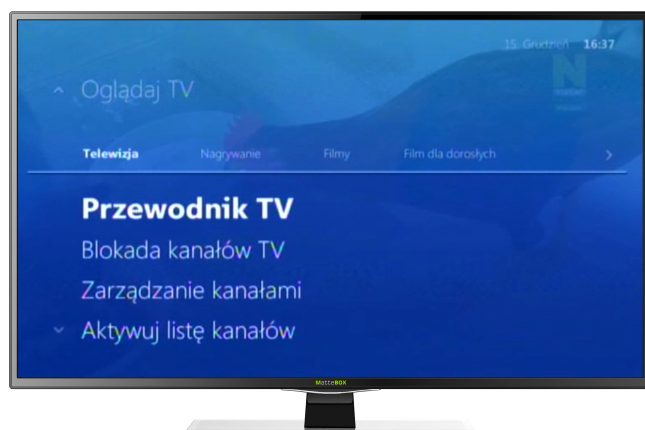 15. Grudzień 16:37
Oglądaj TV
N
Telewizja Nagrywanie Filmy Film dla dorosłych
Przewodnik TV
Blokada kanałów TV
Zarządzanie kanałami
Aktywuj listę kanałów
MatteBOX